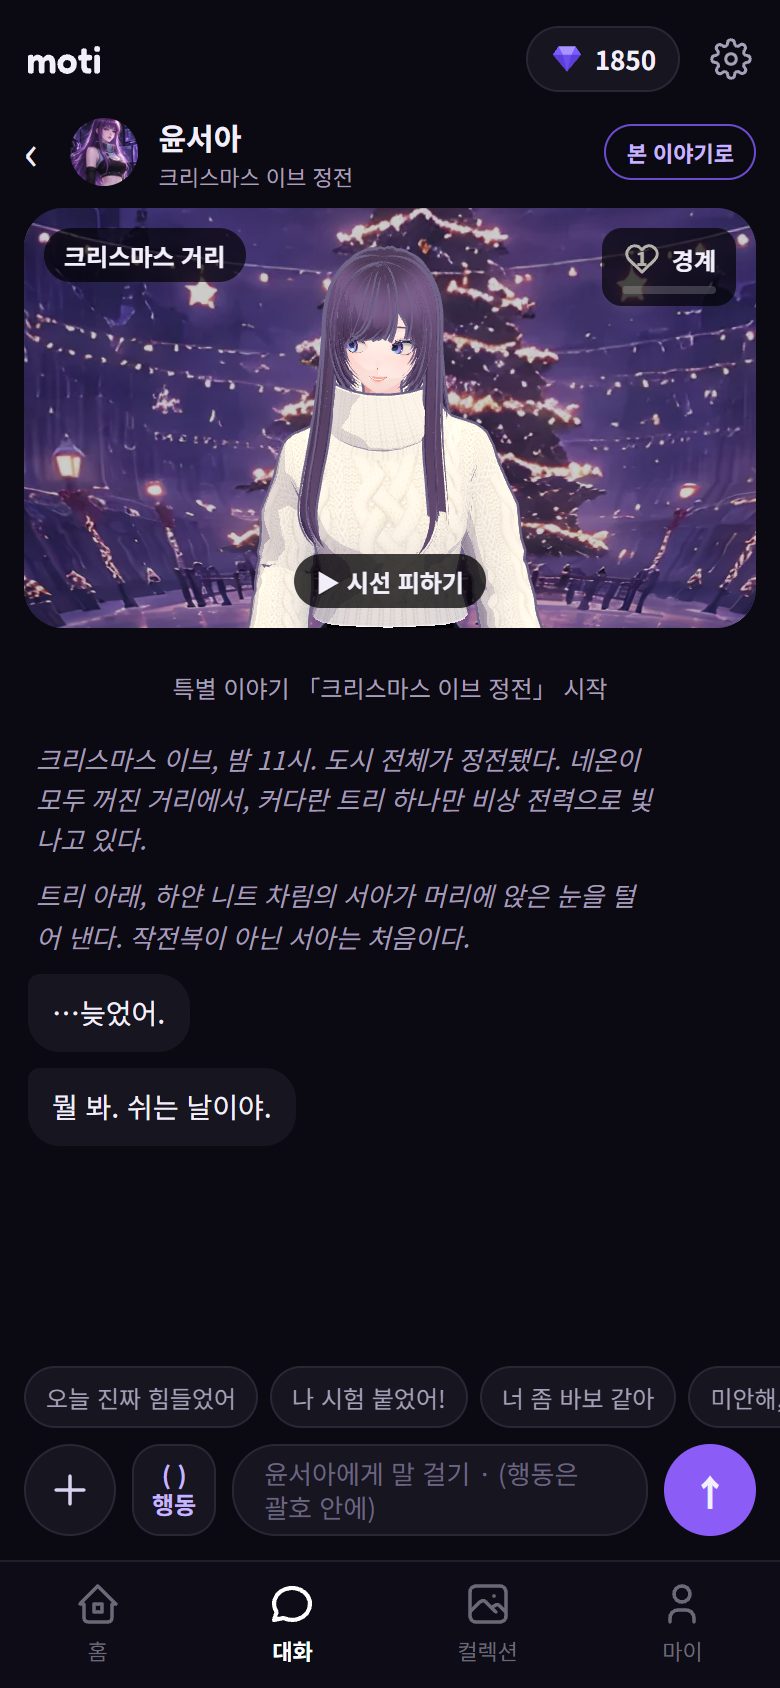 moti
1850
윤서아
크리스마스 이브 정전
본 이야기로
크리스마스 거리
1 경계
▶ 시선 피하기
특별 이야기 「크리스마스 이브 정전」 시작
크리스마스 이브, 밤 11시. 도시 전체가 정전됐다. 네온이
모두 꺼진 거리에서, 커다란 트리 하나만 비상 전력으로 빛
나고 있다.
트리 아래, 하얀 니트 차림의 서아가 머리에 앉은 눈을 털
어 낸다. 작전복이 아닌 서아는 처음이다.
…늦었어.
뭘 봐. 쉬는 날이야.
오늘 진짜 힘들었어
나 시험 붙었어!
너 좀 바보 같아
미안해,
( )
행동
윤서아에게 말 걸기 · (행동은
괄호 안에)
홈
대화
컬렉션
마이